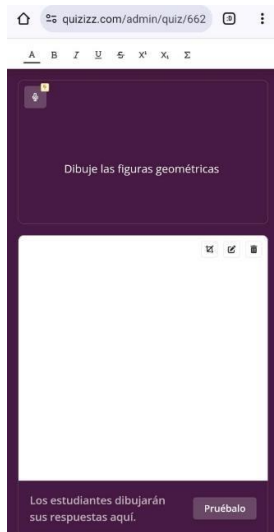 quizizz.com/admin/quiz/662 :D
A B I U S X¹ X₁ Σ
Dibuje las figuras geométricas
Los estudiantes dibujarán
sus respuestas aquí.
Pruébalo